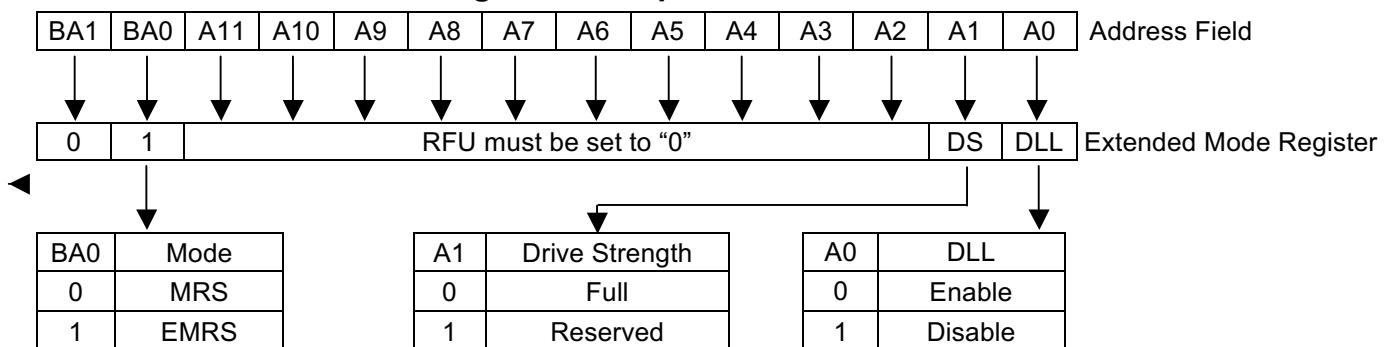 BA1 BA0 A11 A10 A9 A8 A7 A6 A5 A4 A3 A2 A1 A0 Address Field
0 1 RFU must be set to “0” DS DLL Extended Mode Register
BA0 Mode A1 Drive Strength A0 DLL
0 MRS 0 Full 0 Enable
1 EMRS 1 Reserved 1 Disable